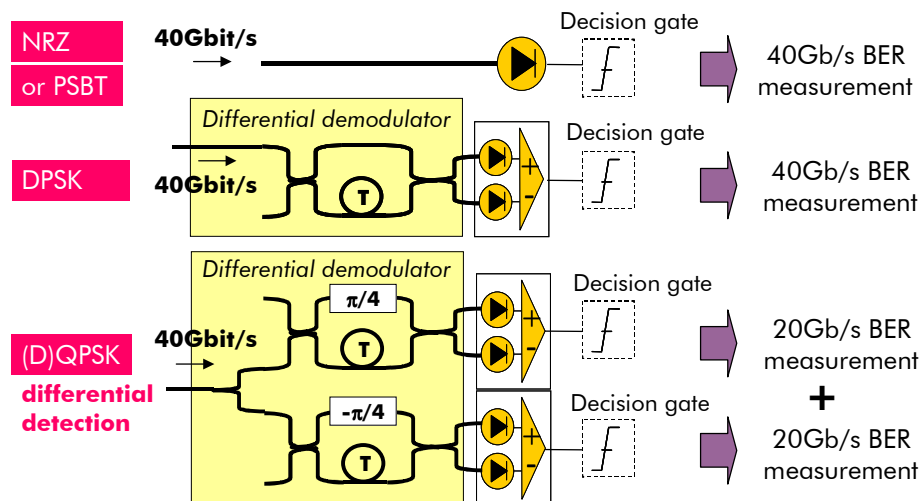 NRZ
or PSBT
40Gbit/s
Decision gate
40Gb/s BER
measurement
DPSK
Differential demodulator
40Gbit/s
T
+
-
Decision gate
40Gb/s BER
measurement
(D)QPSK
differential
detection
40Gbit/s
Differential demodulator
π/4
T
+
-
Decision gate
20Gb/s BER
measurement
+
-π/4
T
+
-
Decision gate
20Gb/s BER
measurement